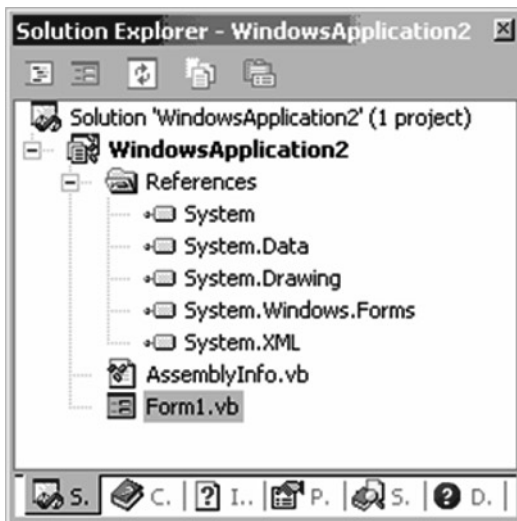 Solution Explorer - WindowsApplication2
Solution 'WindowsApplication2' (1 project)
WindowsApplication2
References
System
System.Data
System.Drawing
System.Windows.Forms
System.XML
AssemblyInfo.vb
Form1.vb
S. C. I.. P. S. D.